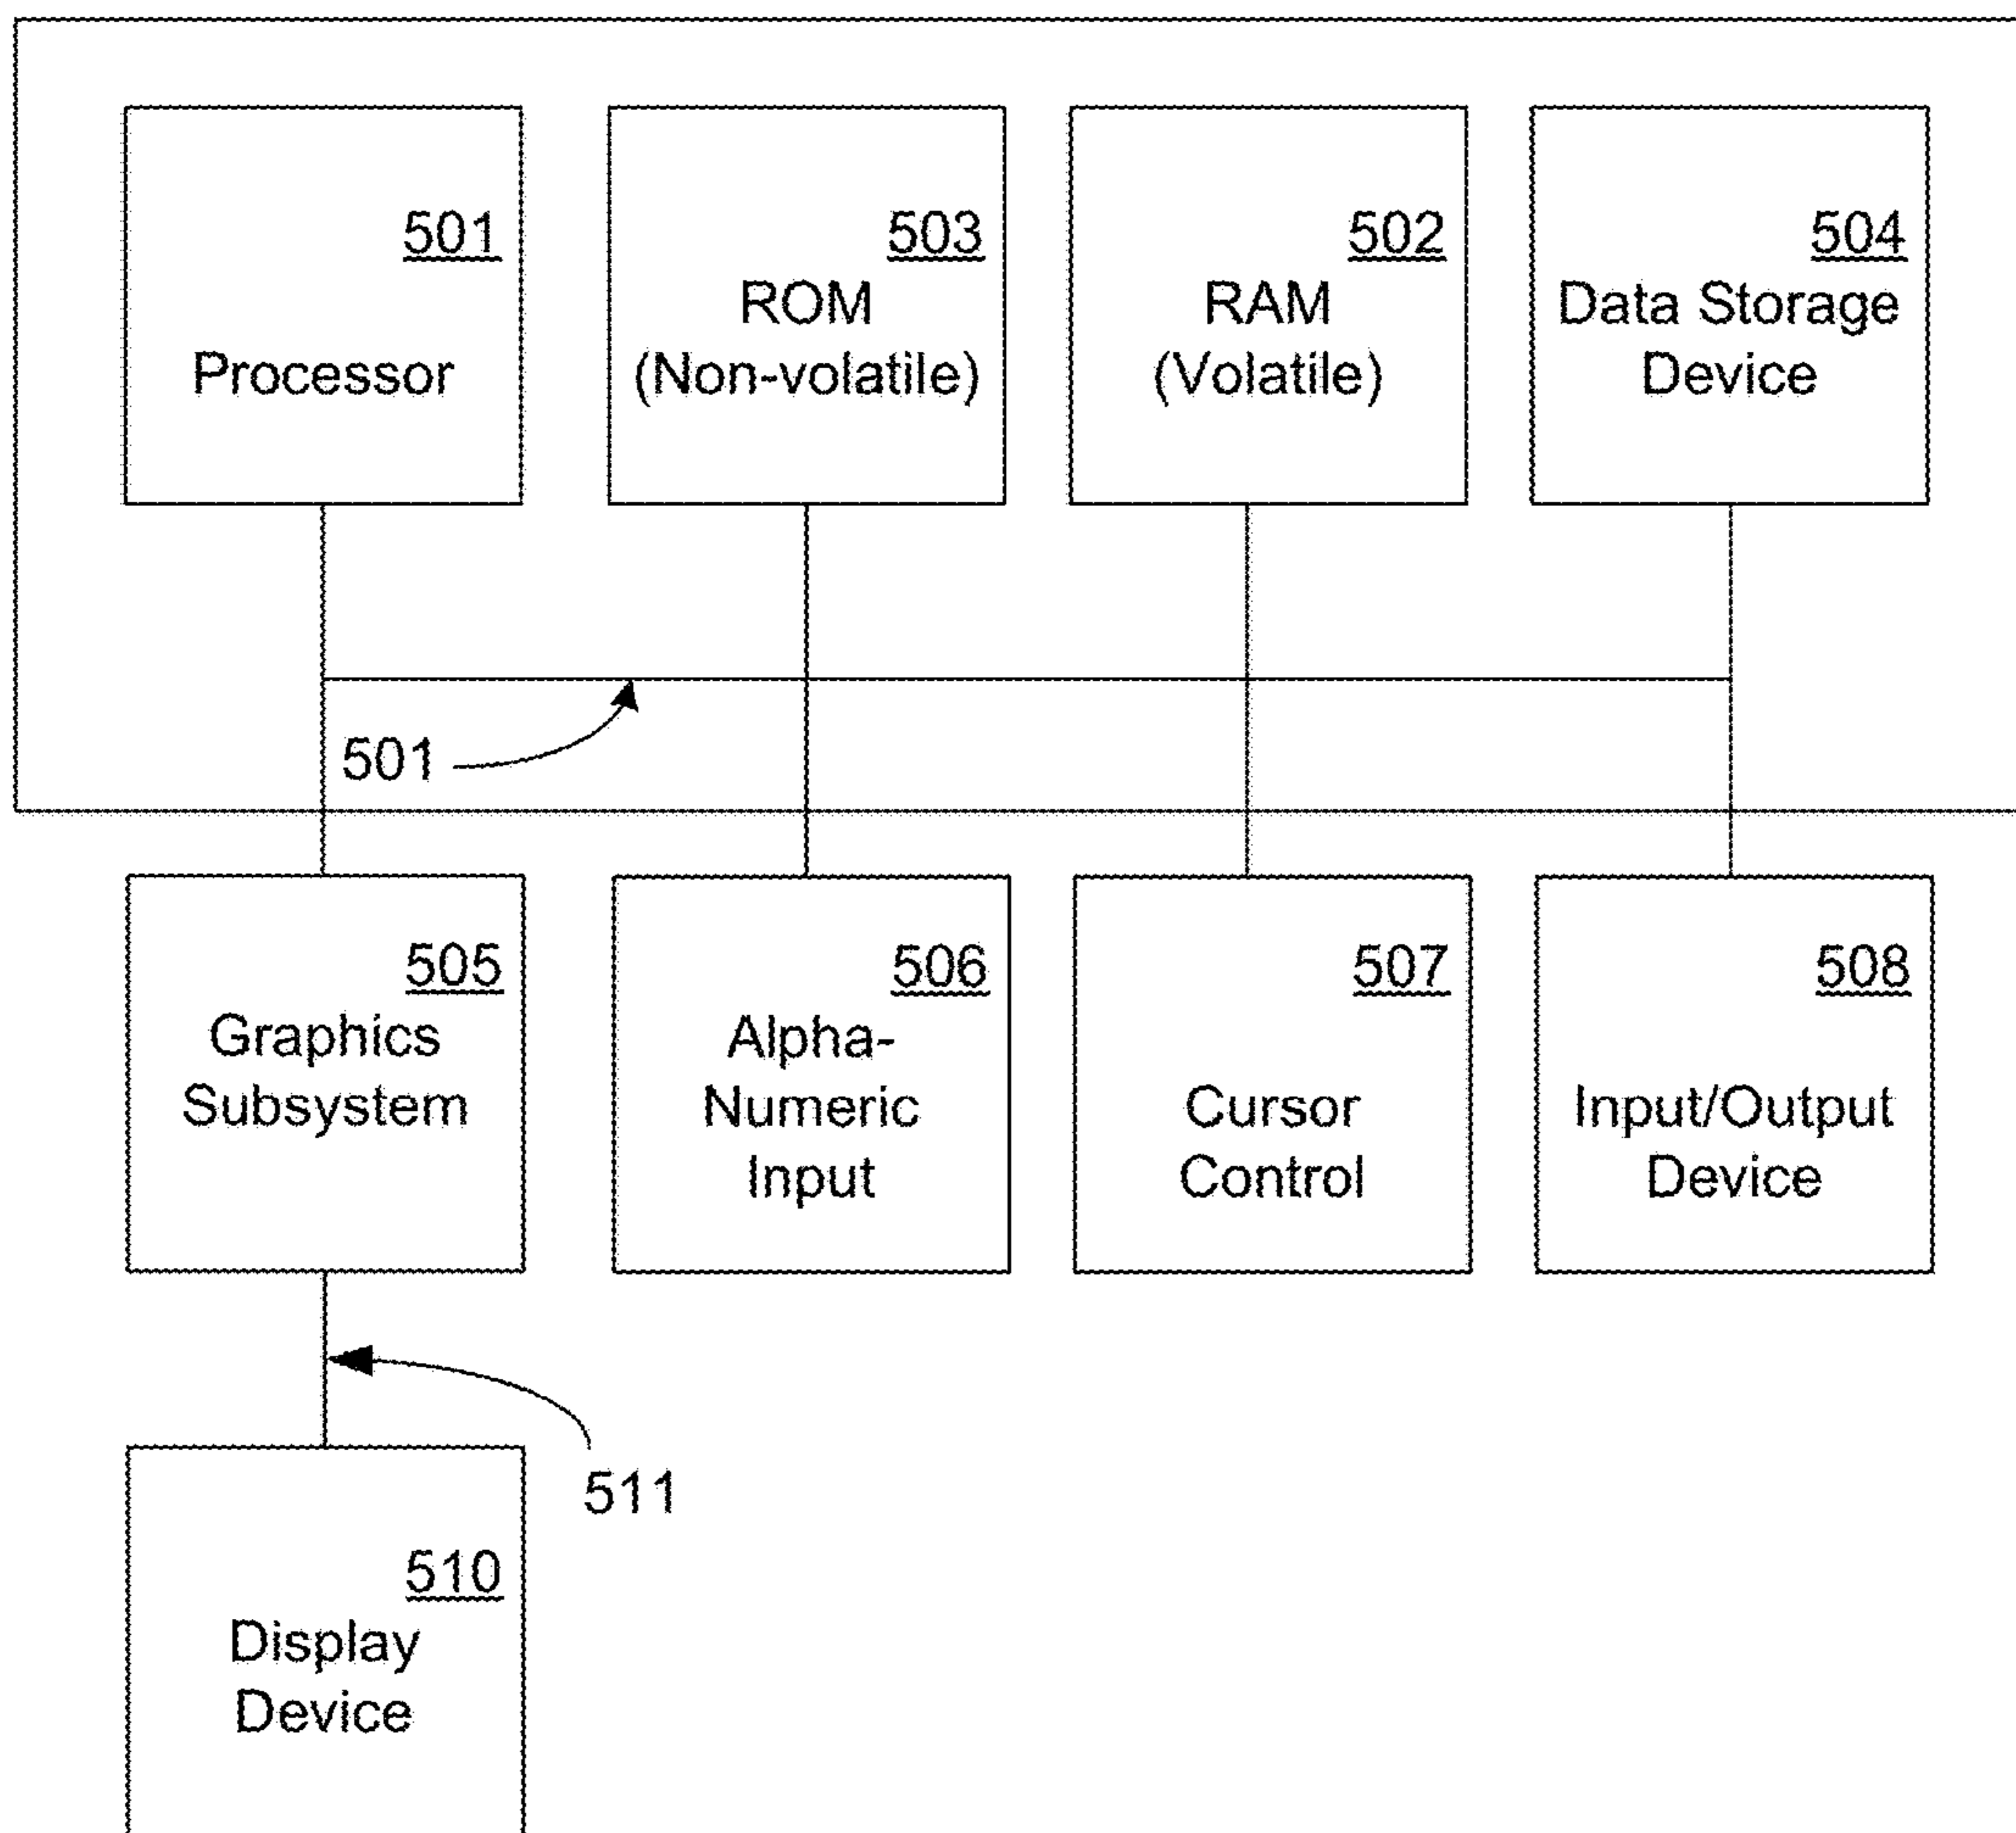 501
Processor
503
ROM
(Non-volatile)
502
RAM
(Volatile)
504
Data Storage
Device
501
505
Graphics
Subsystem
506
Alpha-
Numeric
Input
507
Cursor
Control
508
Input/Output
Device
511
510
Display
Device